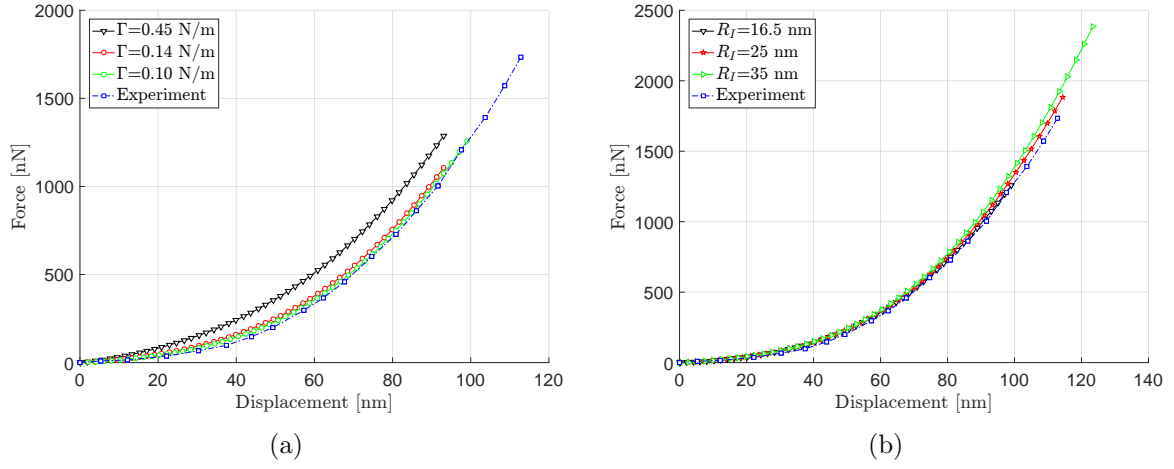 2000
1500
1000
500
0
0 20 40 60 80 100 120
Force [nN]
Displacement [nm]
Γ=0.45 N/m
Γ=0.14 N/m
Γ=0.10 N/m
Experiment
(a)
2500
2000
1500
1000
500
0
0 20 40 60 80 100 120 140
Force [nN]
Displacement [nm]
R_I=16.5 nm
R_I=25 nm
R_I=35 nm
Experiment
(b)